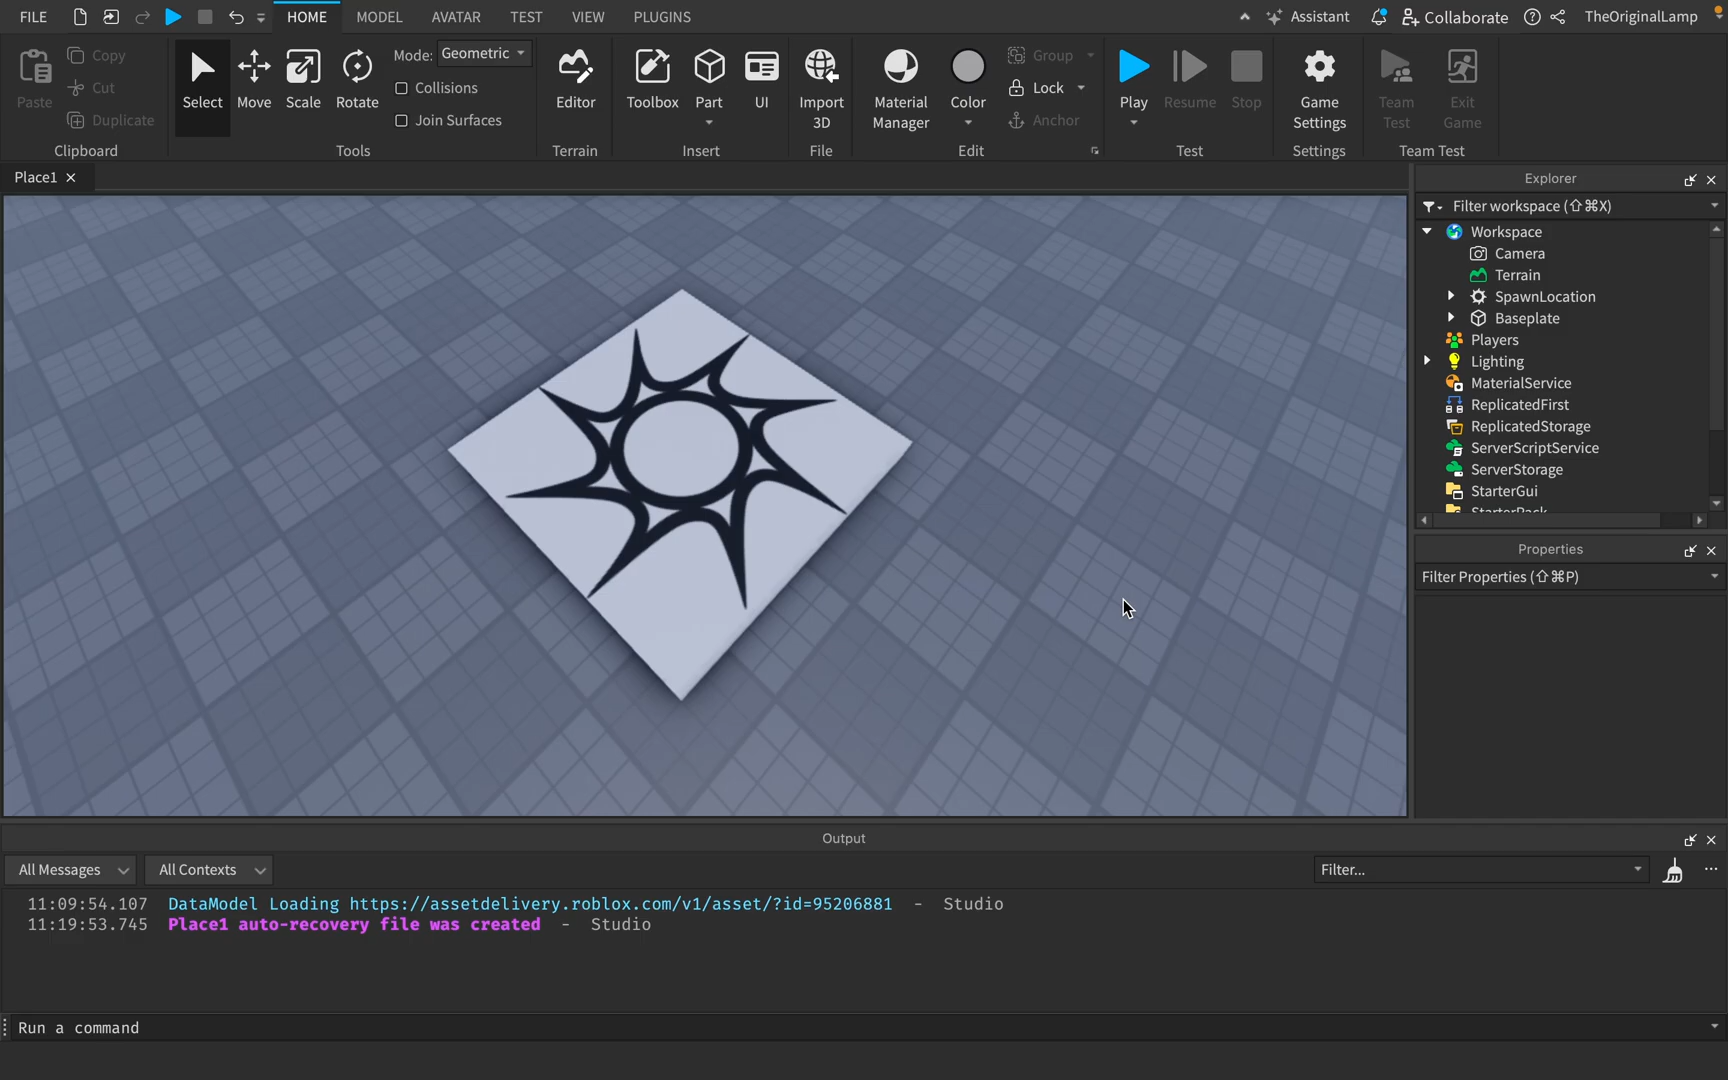 FILE HOME MODEL AVATAR TEST VIEW PLUGINS Assistant Collaborate TheOriginalLamp
Paste Copy Cut Duplicate
Clipboard
Select Move Scale Rotate
Mode: Geometric
Collisions
Join Surfaces
Tools
Editor
Terrain
Toolbox Part UI
Insert
Import
3D
File
Material
Manager
Color
Group
Lock
Anchor
Edit
Play Resume Stop
Test
Game
Settings
Settings
Team
Test
Exit
Game
Team Test
Place1
Explorer
Filter workspace (⇧⌘X)
Workspace
Camera
Terrain
SpawnLocation
Baseplate
Players
Lighting
MaterialService
ReplicatedFirst
ReplicatedStorage
ServerScriptService
ServerStorage
StarterGui
StarterPack
Properties
Filter Properties (⇧⌘P)
Output
All Messages All Contexts Filter...
11:09:54.107 DataModel Loading https://assetdelivery.roblox.com/v1/asset/?id=95206881 - Studio
11:19:53.745 Place1 auto-recovery file was created - Studio
Run a command